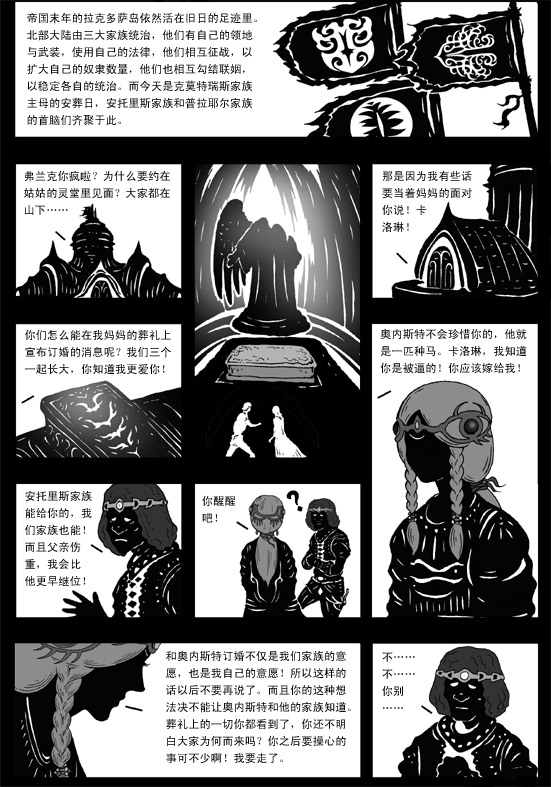 帝国末年的拉克多萨岛依然活在旧日的足迹里。
北部大陆由三大家族统治，他们有自己的领地
与武装，使用自己的法律，他们相互征战，以
扩大自己的奴隶数量，他们也相互勾结联姻，
以稳定各自的统治。而今天是克莫特瑞斯家族
主母的安葬日，安托里斯家族和普拉耶尔家族
的首脑们齐聚于此。
弗兰克你疯啦？为什么要约在
姑姑的灵堂里见面？大家都在
山下……
那是因为我有些话
要当着妈妈的面对
你说！卡
洛琳！
你们怎么能在我妈妈的葬礼上
宣布订婚的消息呢？我们三个
一起长大，你知道我更爱你！
奥内斯特不会珍惜你的，他就
是一匹种马。卡洛琳，我知道
你是被逼的！你应该嫁给我！
安托里斯家族
能给你的，我
们家族也能！
而且父亲伤
重，我会比
他更早继位！
你醒醒
吧！
?
和奥内斯特订婚不仅是我们家族的意
愿，也是我自己的意愿！所以这样的
话以后不要再说了。而且你的这种想
法决不能让奥内斯特和他的家族知道。
葬礼上的一切你都看到了，你还不明
白大家为何而来吗？你之后要操心的
事可不少啊！我要走了。
不……
不……
你别
……